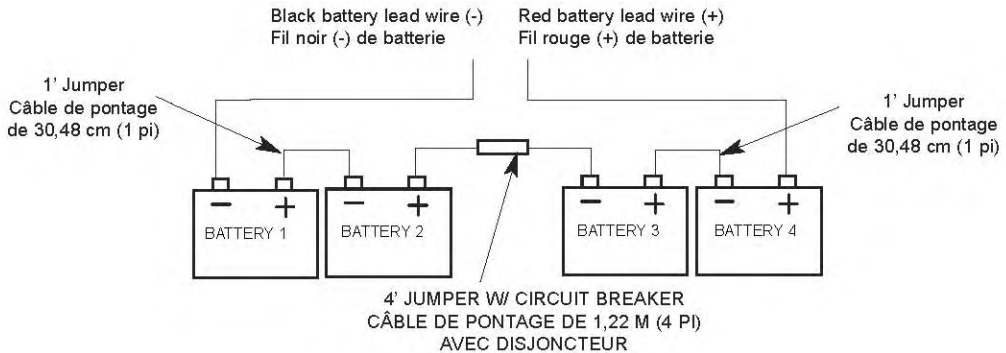 Black battery lead wire (-)
Fil noir (-) de batterie
Red battery lead wire (+)
Fil rouge (+) de batterie
1' Jumper
Câble de pontage
de 30,48 cm (1 pi)
1' Jumper
Câble de pontage
de 30,48 cm (1 pi)
− +
BATTERY 1
− +
BATTERY 2
− +
BATTERY 3
− +
BATTERY 4
4' JUMPER W/ CIRCUIT BREAKER
CÂBLE DE PONTAGE DE 1,22 M (4 PI)
AVEC DISJONCTEUR